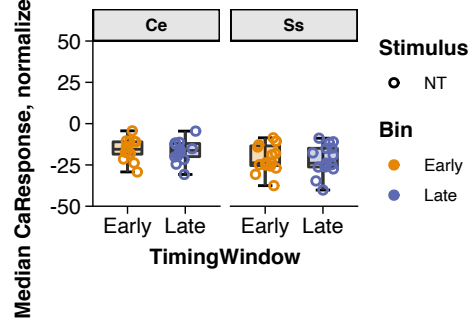 Median CaResponse, normalize
Ce
Ss
50
25
0
-25
-50
Early
Late
Early
Late
TimingWindow
Stimulus
NT
Bin
Early
Late